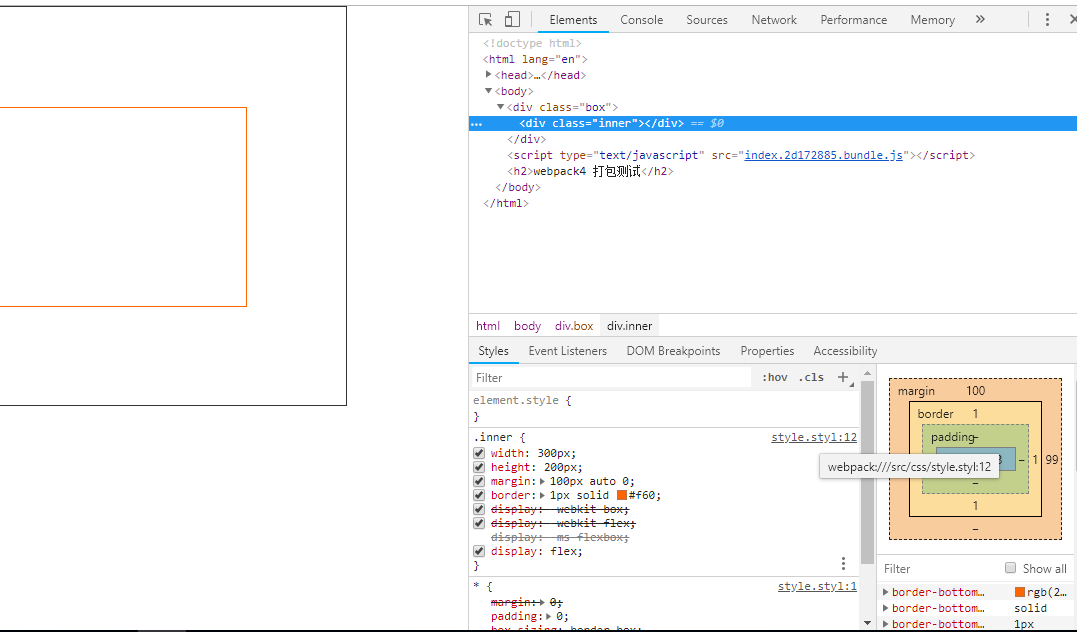 Elements Console Sources Network Performance Memory »
<!doctype html>
<html lang="en">
<head>…</head>
<body>
<div class="box">
... <div class="inner"></div> == $0
</div>
<script type="text/javascript" src="index.2d172885.bundle.js"></script>
<h2>webpack4 打包测试</h2>
</body>
</html>
html body div.box div.inner
Styles Event Listeners DOM Breakpoints Properties Accessibility
Filter :hov .cls +
element.style {
}
.inner { style.styl:12
width: 300px;
height: 200px;
margin: 100px auto 0;
border: 1px solid #f60;
display: -webkit-box;
display: -webkit-flex;
display: -ms-flexbox;
display: flex;
}
* { style.styl:1
margin: 0;
padding: 0;
box-sizing: border-box;
margin 100
border 1
padding -
3 - 1 99
webpack:///src/css/style.styl:12
-
1
-
Filter Show all
border-bottom… rgb(2…
border-bottom… solid
border-bottom… 1px